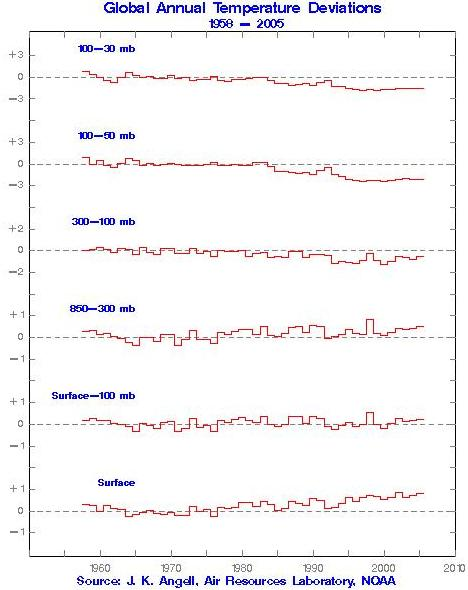 Global Annual Temperature Deviations
1958 — 2005
100—30 mb
+3
0
−3
100—50 mb
+3
0
−3
300—100 mb
+2
0
−2
850—300 mb
+1
0
−1
Surface—100 mb
+1
0
−1
Surface
+1
0
−1
1960 1970 1980 1990 2000 2010
Source: J. K. Angell, Air Resources Laboratory, NOAA